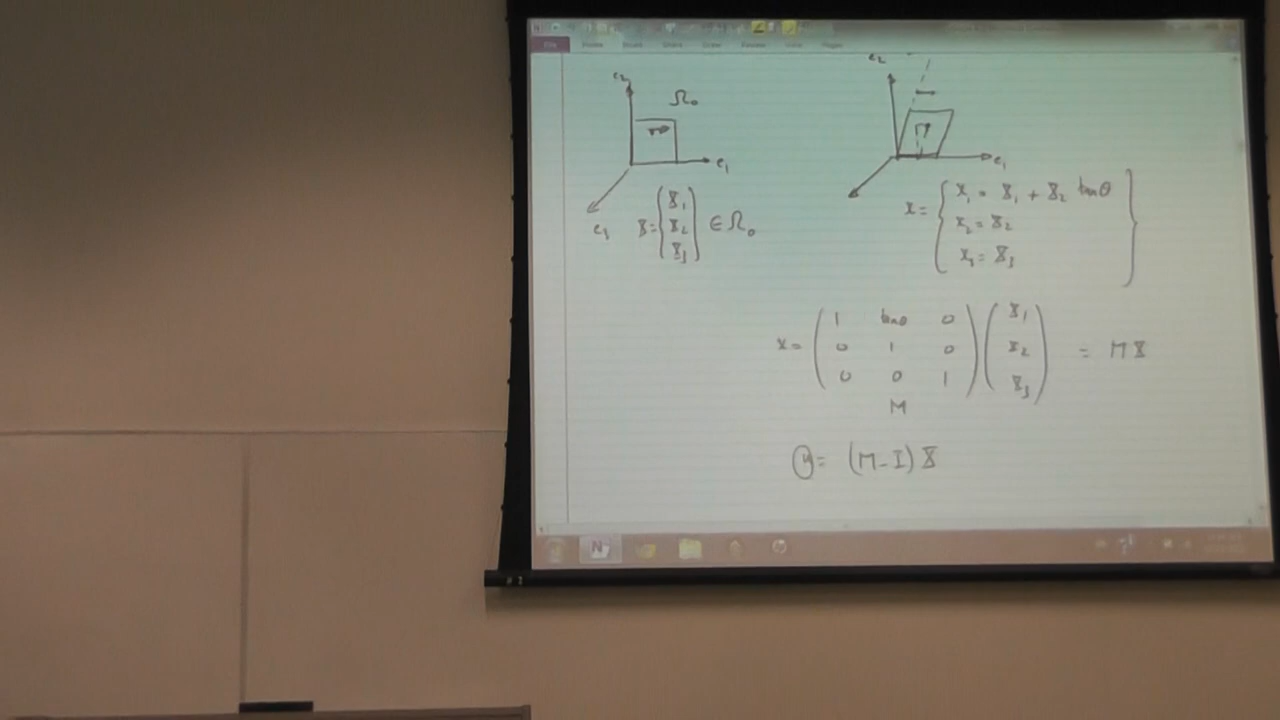 e₂
Ω₀
e₁
e₃
X = (X₁ X₂ X₃) ∈ Ω₀
e₂
e₁
x = { x₁ = X₁ + X₂ tanθ
x₂ = X₂
x₃ = X₃ }
x = ( 1 tanθ 0
0 1 0
0 0 1 ) ( X₁ X₂ X₃ ) = M X
M
u = (M - I) X